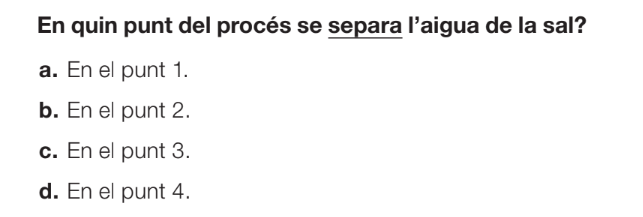 En quin punt del procés se separa l’aigua de la sal?
a. En el punt 1.
b. En el punt 2.
c. En el punt 3.
d. En el punt 4.